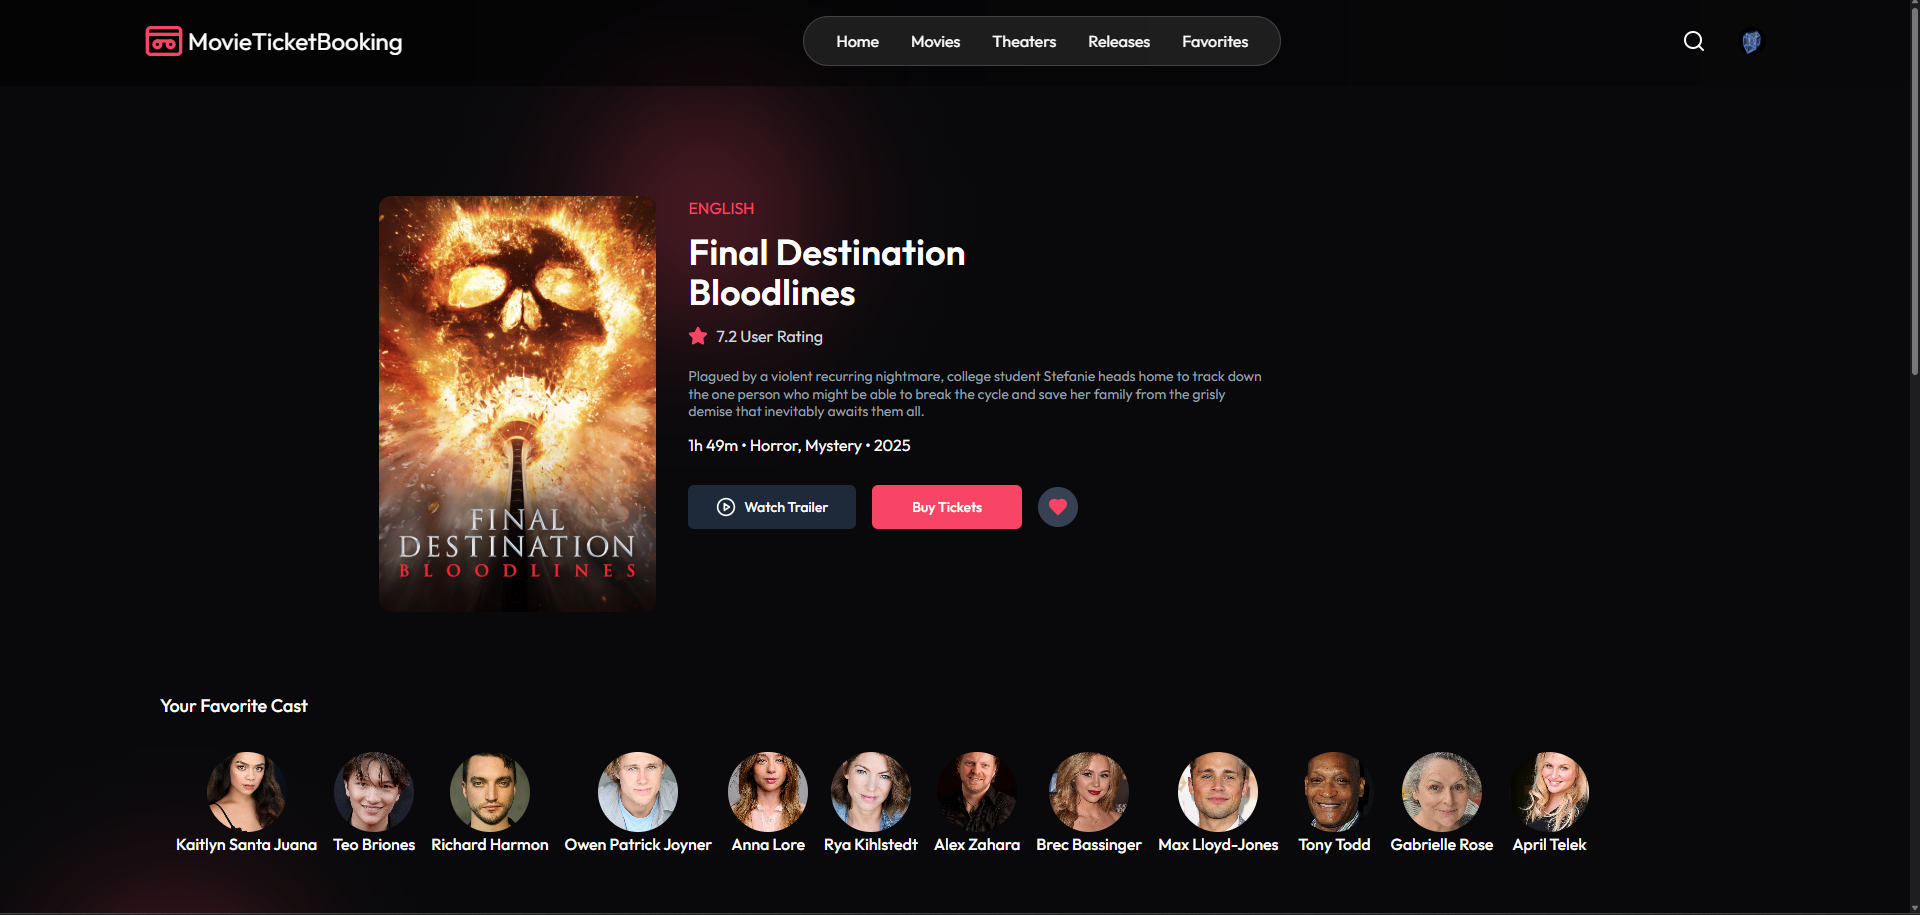 MovieTicketBooking
Home Movies Theaters Releases Favorites
ENGLISH
Final Destination
Bloodlines
7.2 User Rating
Plagued by a violent recurring nightmare, college student Stefanie heads home to track down
the one person who might be able to break the cycle and save her family from the grisly
demise that inevitably awaits them all.
1h 49m • Horror, Mystery • 2025
Watch Trailer Buy Tickets
FINAL
DESTINATION
BLOODLINES
Your Favorite Cast
Kaitlyn Santa Juana Teo Briones Richard Harmon Owen Patrick Joyner Anna Lore Rya Kihlstedt Alex Zahara Brec Bassinger Max Lloyd-Jones Tony Todd Gabrielle Rose April Telek